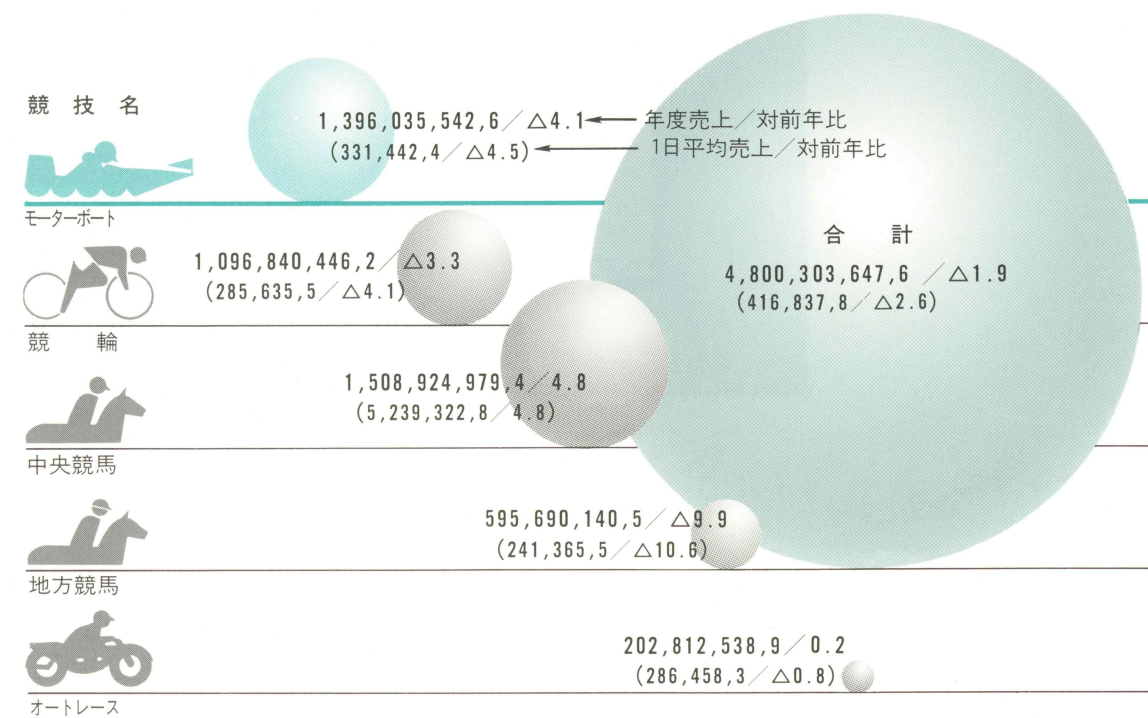 競技名
1,396,035,542,6／△4.1
年度売上／対前年比
(331,442,4／△4.5)
1日平均売上／対前年比
モーターボート
合計
4,800,303,647,6／△1.9
(416,837,8／△2.6)
1,096,840,446,2／△3.3
(285,635,5／△4.1)
競輪
1,508,924,979,4／4.8
(5,239,322,8／4.8)
中央競馬
595,690,140,5／△9.9
(241,365,5／△10.6)
地方競馬
202,812,538,9／0.2
(286,458,3／△0.8)
オートレース